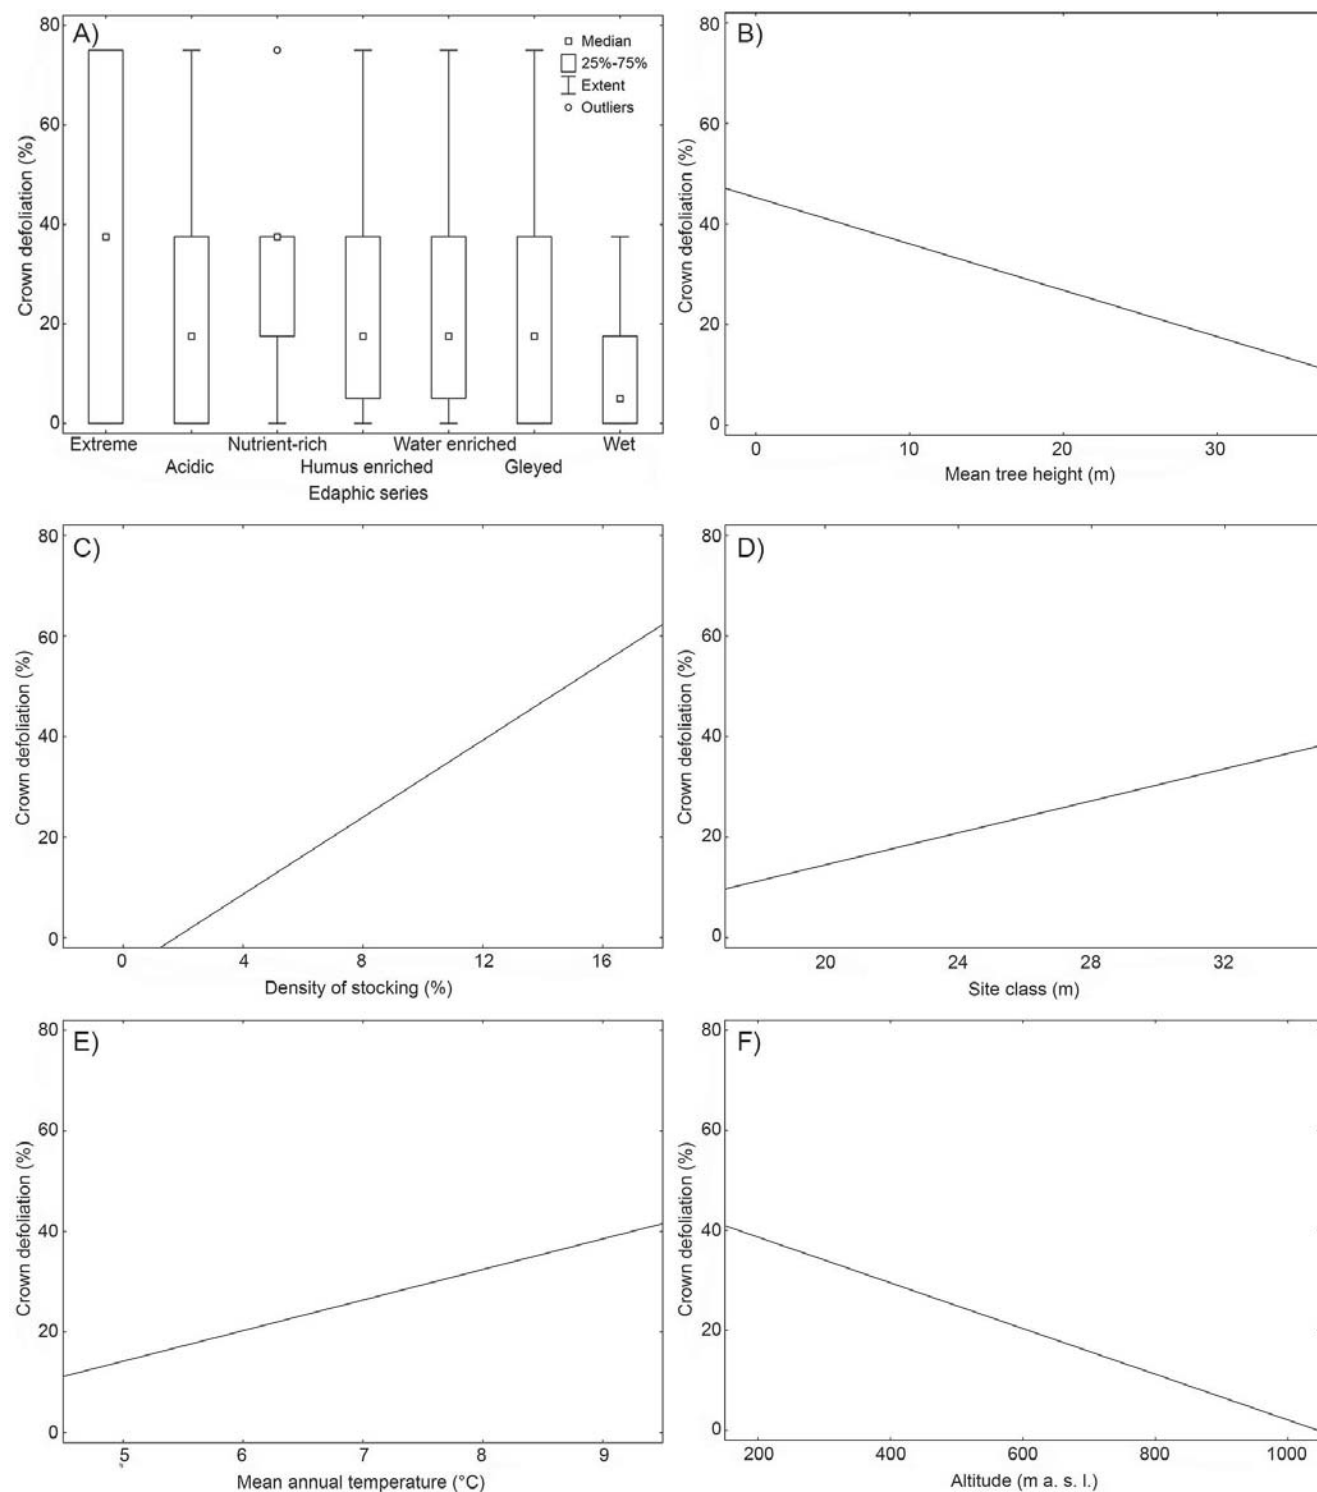 A)
Median
25%-75%
Extent
Outliers
80
60
40
20
0
Crown defoliation (%)
Extreme Nutrient-rich Water enriched Wet
Acidic Humus enriched Gleyed
Edaphic series
B)
80
60
40
20
0
Crown defoliation (%)
0 10 20 30
Mean tree height (m)
C)
80
60
40
20
0
Crown defoliation (%)
0 4 8 12 16
Density of stocking (%)
D)
80
60
40
20
0
Crown defoliation (%)
20 24 28 32
Site class (m)
E)
80
60
40
20
0
Crown defoliation (%)
5 6 7 8 9
Mean annual temperature (°C)
F)
80
60
40
20
0
Crown defoliation (%)
200 400 600 800 1000
Altitude (m a. s. l.)